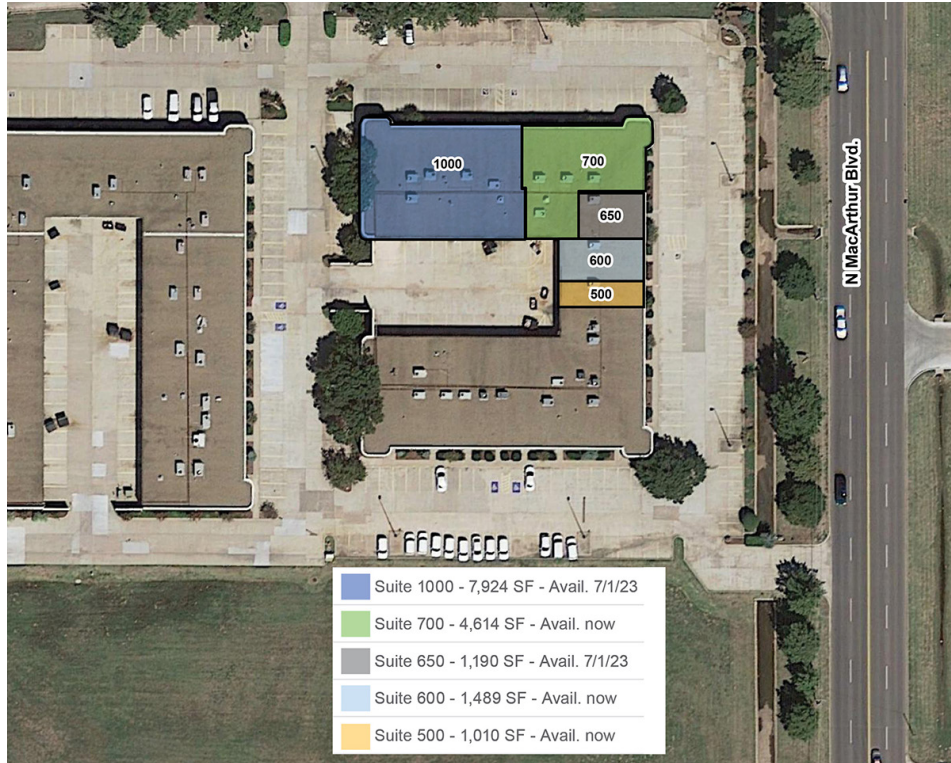 1000
700
650
600
500
N MacArthur Blvd.
Suite 1000 - 7,924 SF - Avail. 7/1/23
Suite 700 - 4,614 SF - Avail. now
Suite 650 - 1,190 SF - Avail. 7/1/23
Suite 600 - 1,489 SF - Avail. now
Suite 500 - 1,010 SF - Avail. now